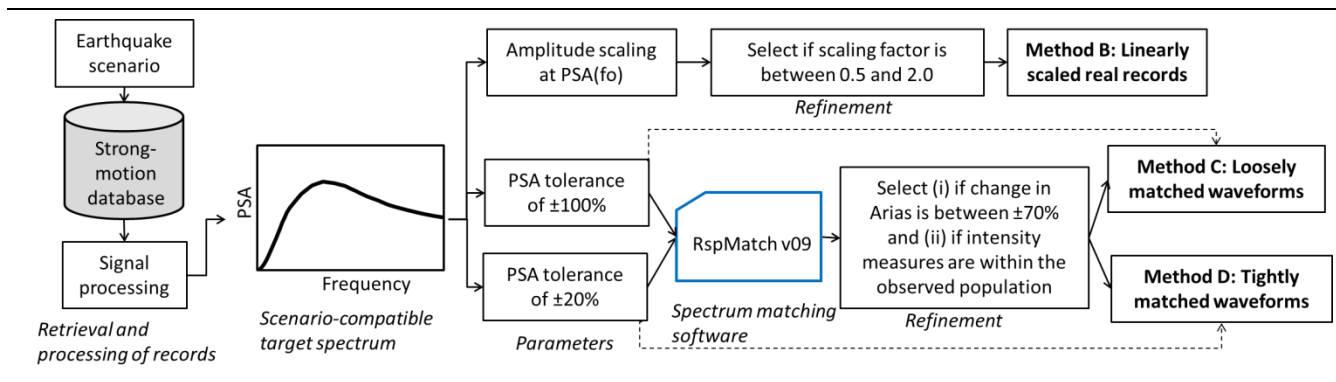 Earthquake
scenario
Strong-
motion
database
Signal
processing
Retrieval and
processing of records
PSA
Frequency
Scenario-compatible
target spectrum
Amplitude scaling
at PSA(fo)
PSA tolerance
of ±100%
PSA tolerance
of ±20%
Parameters
Select if scaling factor is
between 0.5 and 2.0
Refinement
Method B: Linearly
scaled real records
RspMatch v09
Spectrum matching
software
Select (i) if change in
Arias is between ±70%
and (ii) if intensity
measures are within the
observed population
Refinement
Method C: Loosely
matched waveforms
Method D: Tightly
matched waveforms